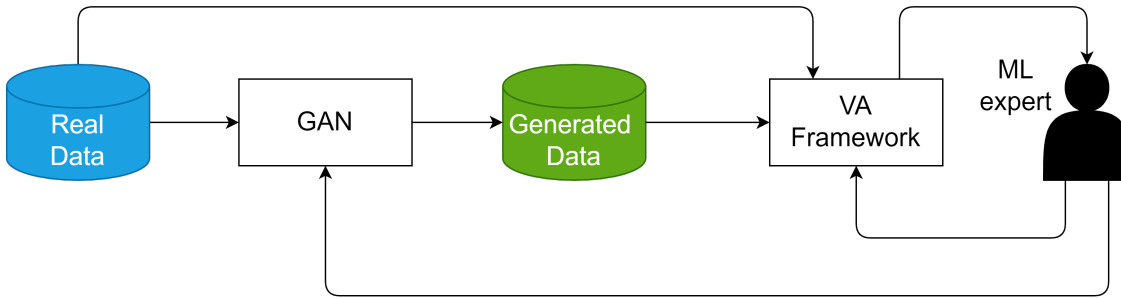 Real
Data
GAN
Generated
Data
VA
Framework
ML
expert